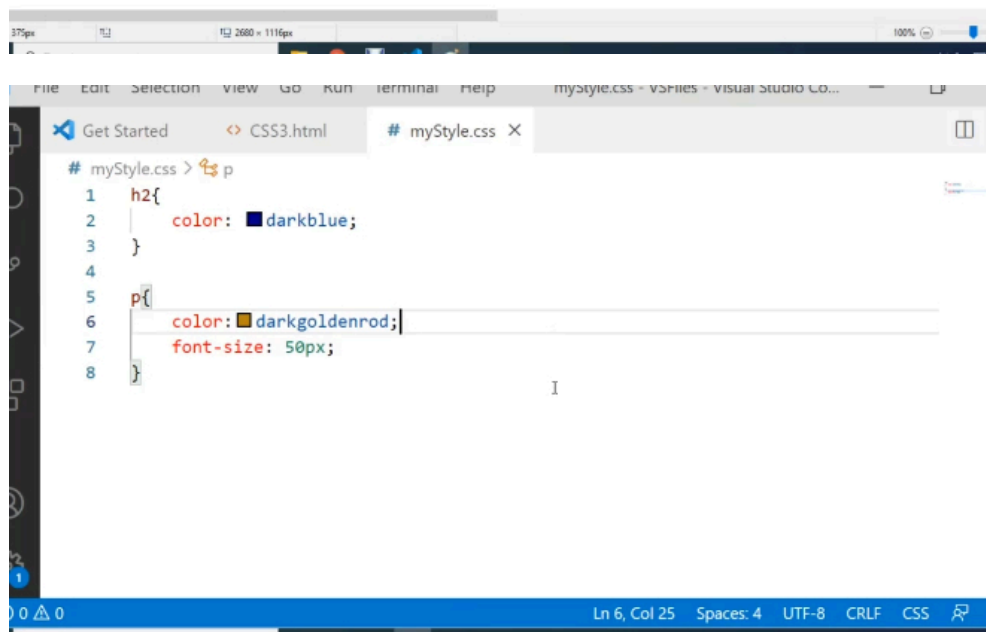 375px 2680 × 1116px 100%
File Edit Selection View Go Run Terminal Help myStyle.css - VSFiles - Visual Studio Co...
Get Started <> CSS3.html # myStyle.css ×
# myStyle.css > p
1 h2{
2 color: darkblue;
3 }
4
5 p{
6 color: darkgoldenrod;
7 font-size: 50px;
8 }
1
0 0 Ln 6, Col 25 Spaces: 4 UTF-8 CRLF CSS